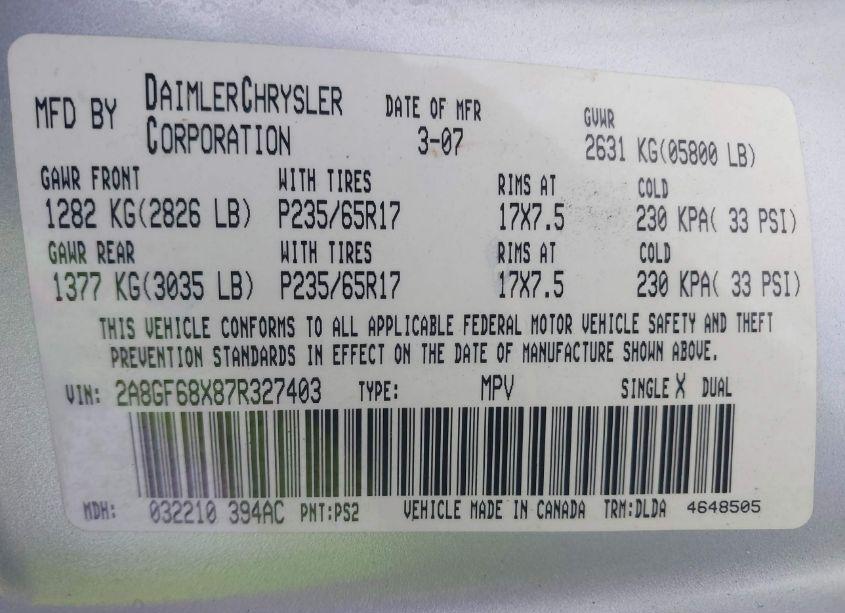 MFD BY DAIMLERCHRYSLER CORPORATION DATE OF MFR 3-07 GVWR 2631 KG(05800 LB)
GAWR FRONT WITH TIRES RIMS AT COLD
1282 KG(2826 LB) P235/65R17 17X7.5 230 KPA( 33 PSI)
GAWR REAR WITH TIRES RIMS AT COLD
1377 KG(3035 LB) P235/65R17 17X7.5 230 KPA( 33 PSI)
THIS VEHICLE CONFORMS TO ALL APPLICABLE FEDERAL MOTOR VEHICLE SAFETY AND THEFT
PREVENTION STANDARDS IN EFFECT ON THE DATE OF MANUFACTURE SHOWN ABOVE.
VIN: 2A8GF68X87R327403 TYPE: MPV SINGLE X DUAL
MDH: 032210 394AC PNT:PS2 VEHICLE MADE IN CANADA TRM:DLDA 4648505